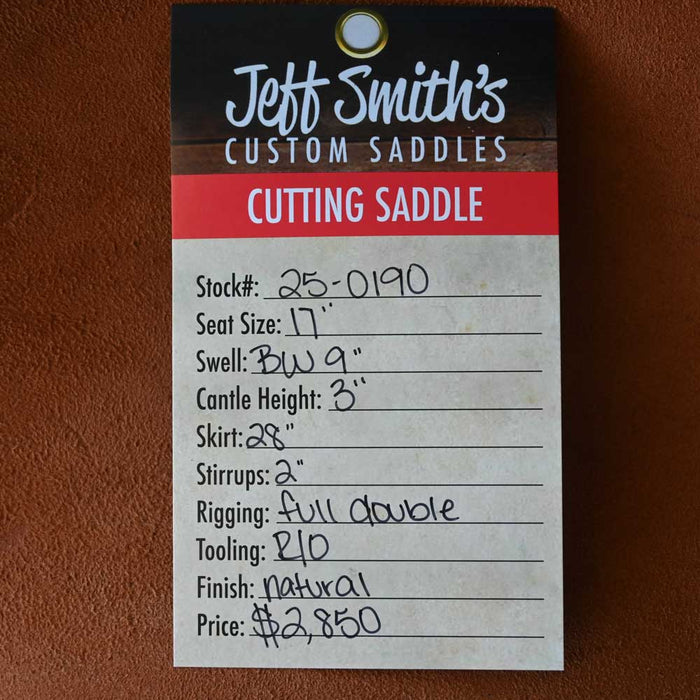 Jeff Smith's
CUSTOM SADDLES
CUTTING SADDLE
Stock#: 25-0190
Seat Size: 17"
Swell: BW 9"
Cantle Height: 3"
Skirt: 28"
Stirrups: 2"
Rigging: full double
Tooling: R/O
Finish: natural
Price: $2,850